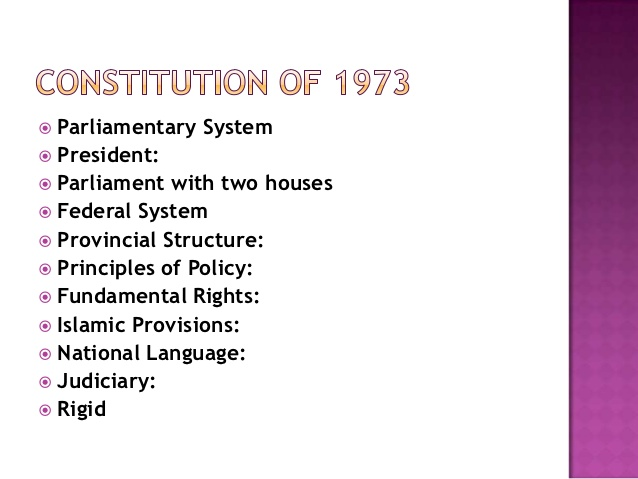 CONSTITUTION OF 1973
Parliamentary System
President:
Parliament with two houses
Federal System
Provincial Structure:
Principles of Policy:
Fundamental Rights:
Islamic Provisions:
National Language:
Judiciary:
Rigid